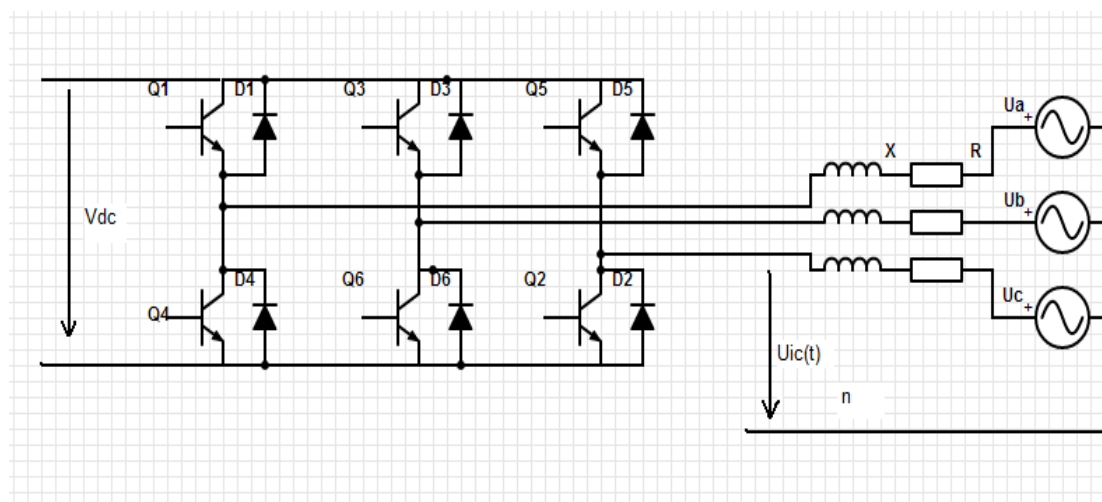 Q1 D1 Q3 D3 Q5 D5
Ua
+
X R
Vdc
Ub
+
D4 Q6 D6 Q2 D2
Q4
Uc
+
Uic(t)
n